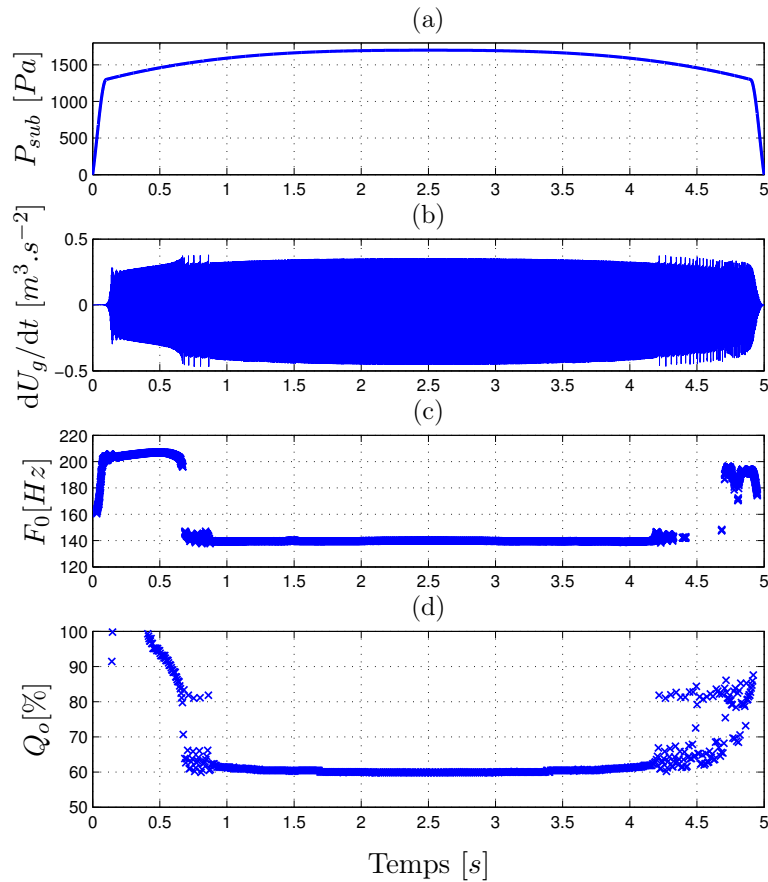 (a)
P_{sub} [Pa]
1500
1000
500
0
0 0.5 1 1.5 2 2.5 3 3.5 4 4.5 5
(b)
dU_g/dt [m^3.s^{-2}]
0.5
0
−0.5
0 0.5 1 1.5 2 2.5 3 3.5 4 4.5 5
(c)
F_0[Hz]
220
200
180
160
140
120
0 0.5 1 1.5 2 2.5 3 3.5 4 4.5 5
(d)
Q_o[%]
100
90
80
70
60
50
0 0.5 1 1.5 2 2.5 3 3.5 4 4.5 5
Temps [s]